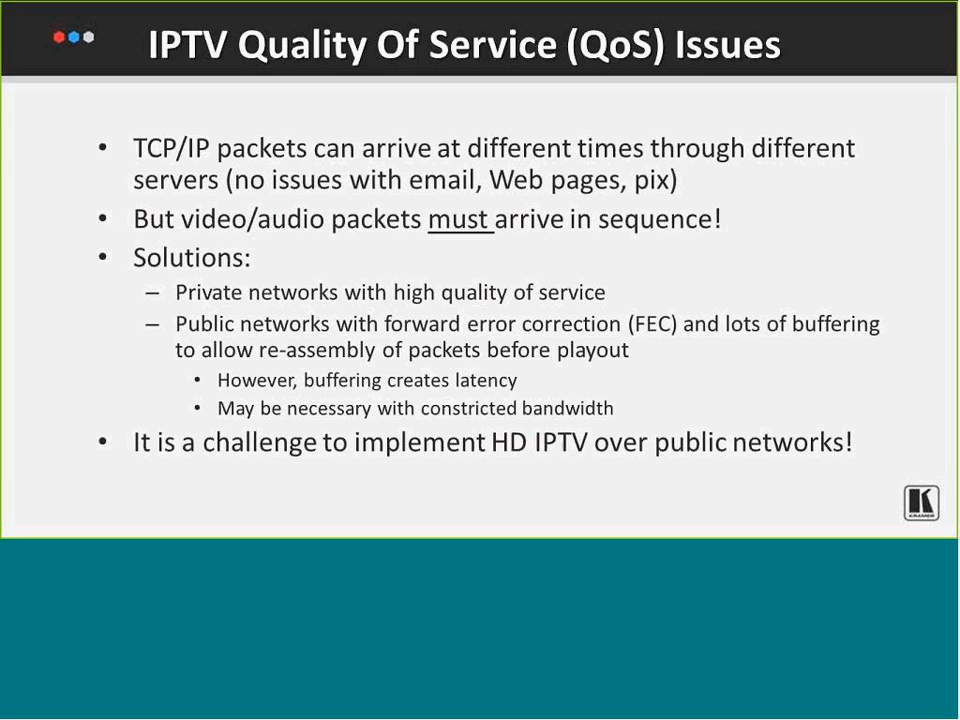 IPTV Quality Of Service (QoS) Issues
• TCP/IP packets can arrive at different times through different
servers (no issues with email, Web pages, pix)
• But video/audio packets must arrive in sequence!
• Solutions:
– Private networks with high quality of service
– Public networks with forward error correction (FEC) and lots of buffering
to allow re-assembly of packets before playout
• However, buffering creates latency
• May be necessary with constricted bandwidth
• It is a challenge to implement HD IPTV over public networks!
K
KRAMER